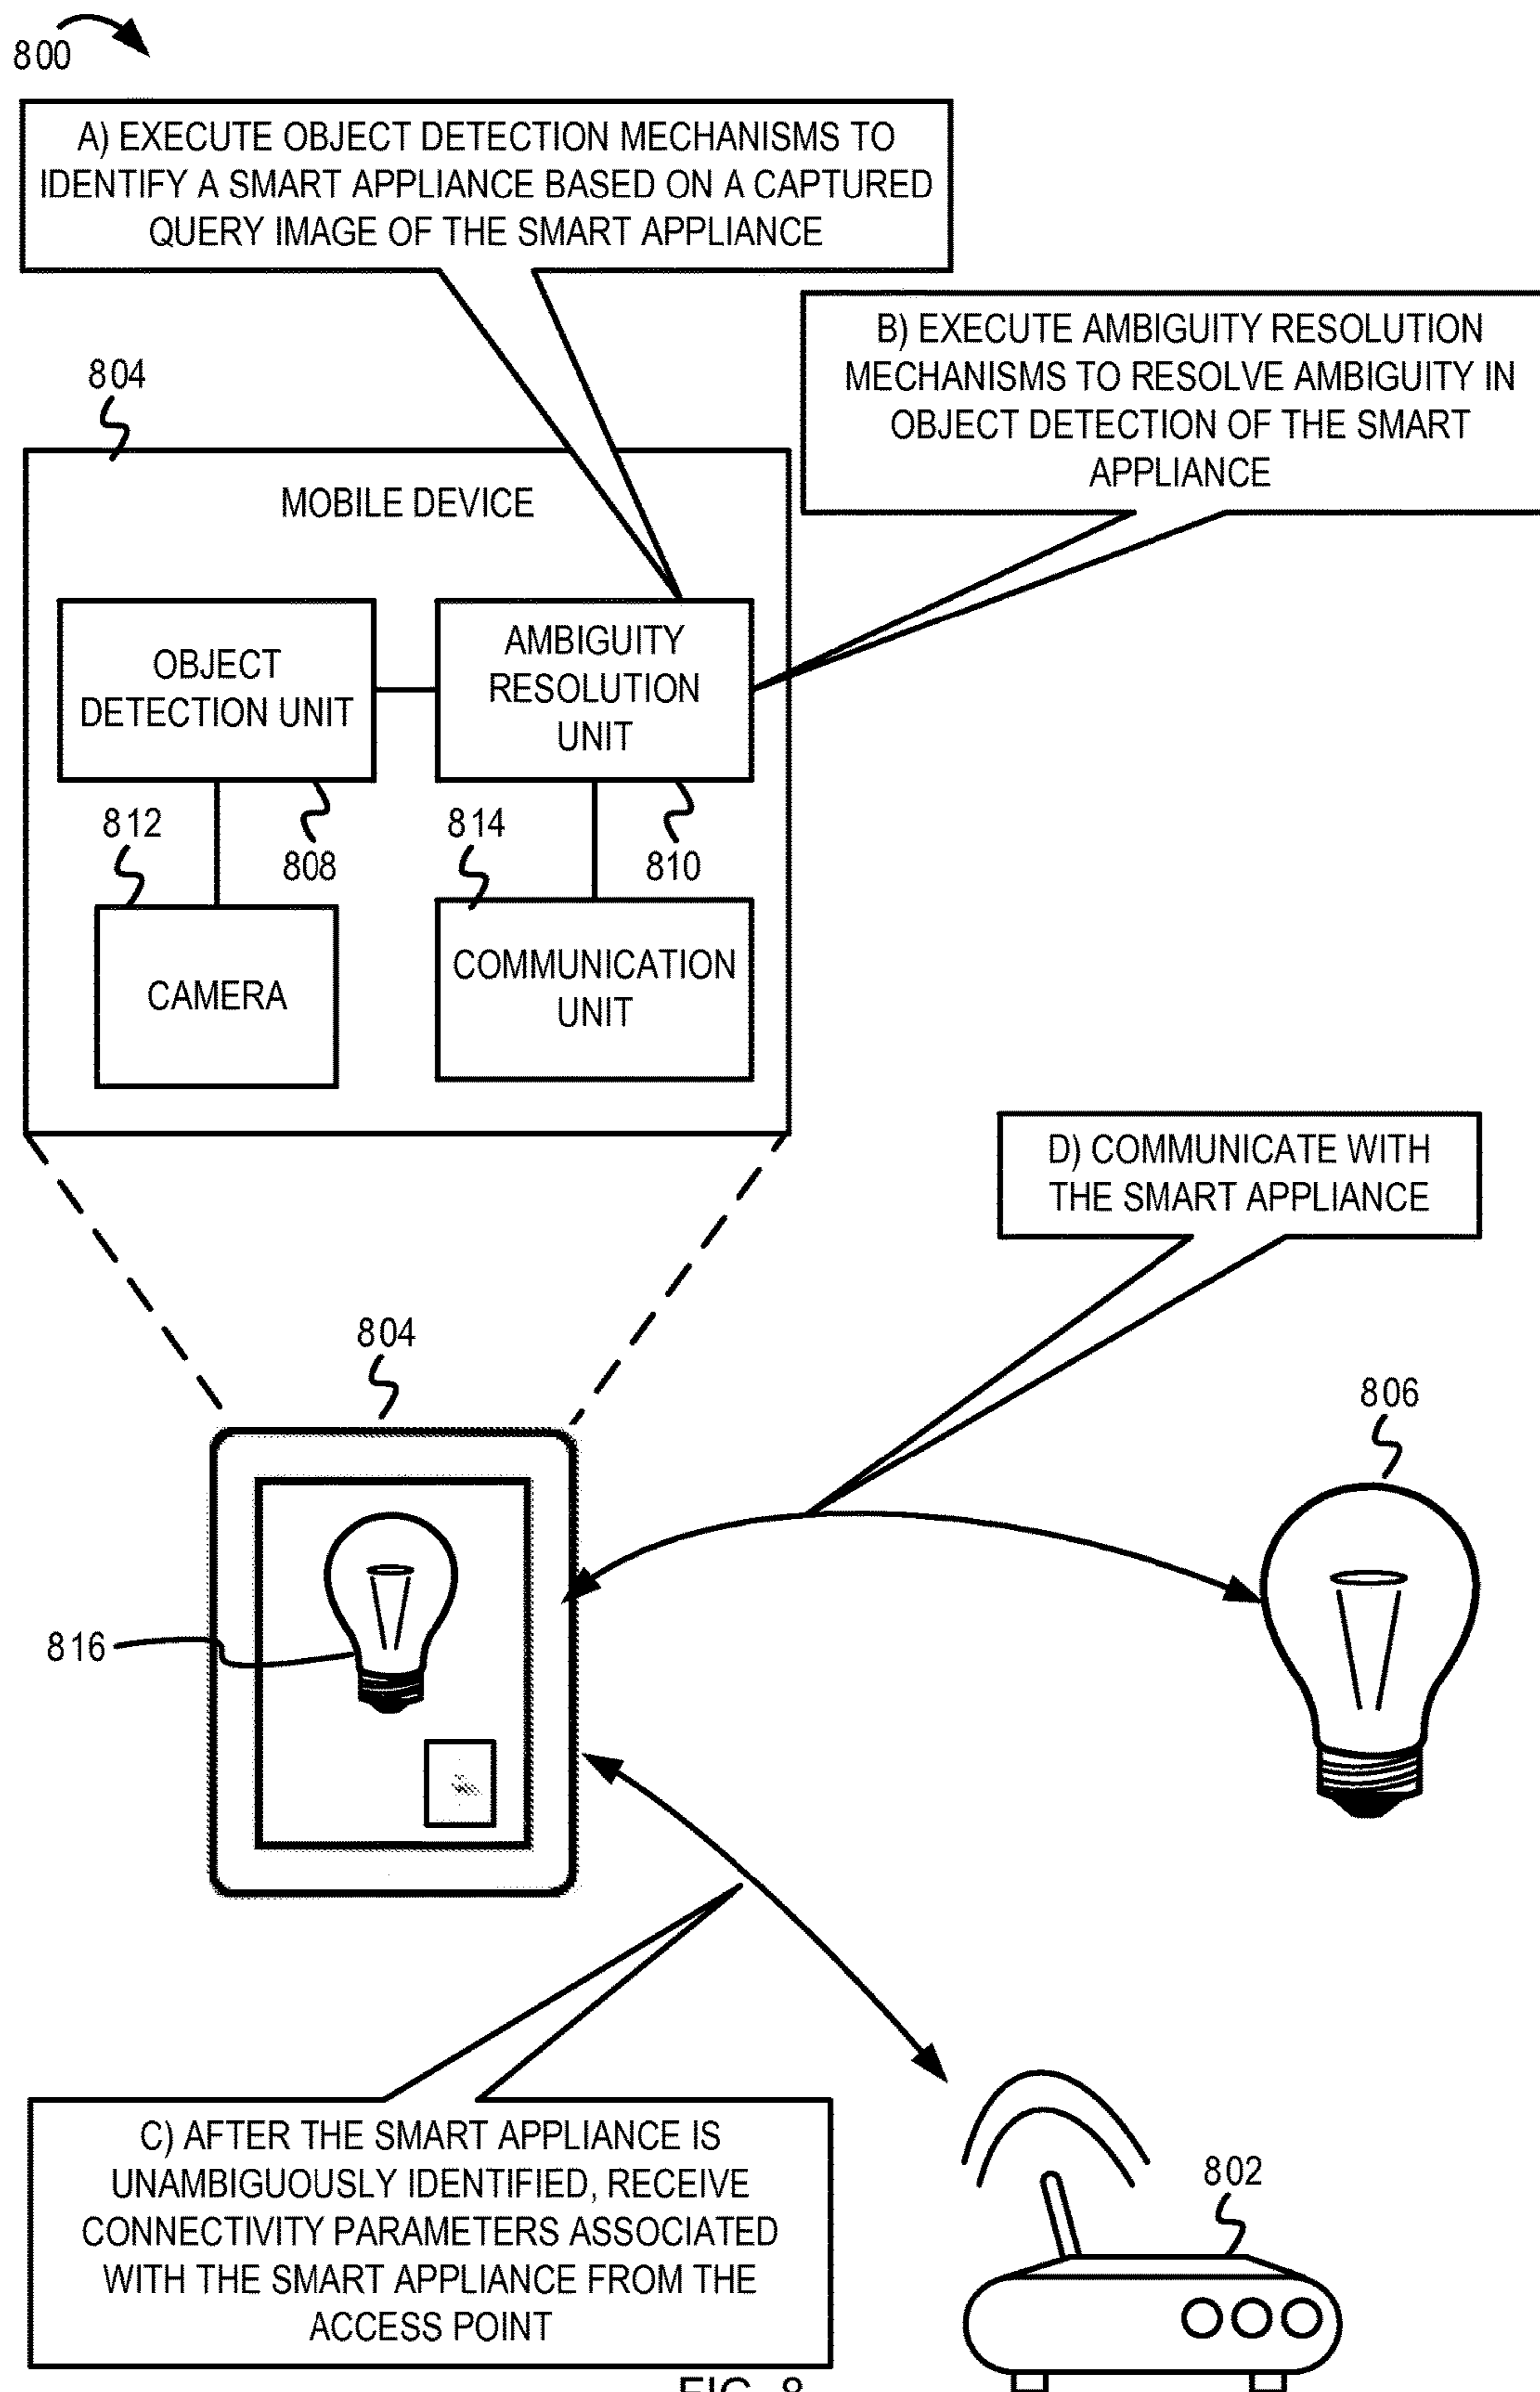 800
A) EXECUTE OBJECT DETECTION MECHANISMS TO
IDENTIFY A SMART APPLIANCE BASED ON A CAPTURED
QUERY IMAGE OF THE SMART APPLIANCE
B) EXECUTE AMBIGUITY RESOLUTION
MECHANISMS TO RESOLVE AMBIGUITY IN
OBJECT DETECTION OF THE SMART
APPLIANCE
804
MOBILE DEVICE
OBJECT
DETECTION UNIT
AMBIGUITY
RESOLUTION
UNIT
812
808
814
810
CAMERA
COMMUNICATION
UNIT
D) COMMUNICATE WITH
THE SMART APPLIANCE
804
806
816
C) AFTER THE SMART APPLIANCE IS
UNAMBIGUOUSLY IDENTIFIED, RECEIVE
CONNECTIVITY PARAMETERS ASSOCIATED
WITH THE SMART APPLIANCE FROM THE
ACCESS POINT
802
FIG. 8